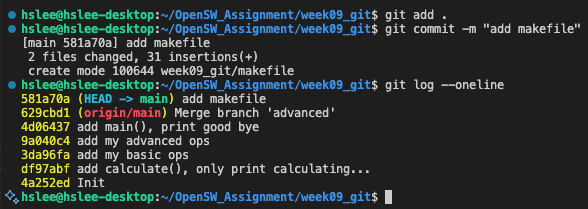 hslee@hslee-desktop:~/OpenSW_Assignment/week09_git$ git add .
hslee@hslee-desktop:~/OpenSW_Assignment/week09_git$ git commit -m "add makefile"
[main 581a70a] add makefile
2 files changed, 31 insertions(+)
create mode 100644 week09_git/makefile
hslee@hslee-desktop:~/OpenSW_Assignment/week09_git$ git log --oneline
581a70a (HEAD -> main) add makefile
629cbd1 (origin/main) Merge branch 'advanced'
4d06437 add main(), print good bye
9a040c4 add my advanced ops
3da96fa add my basic ops
df97abf add calculate(), only print calculating...
4a252ed Init
hslee@hslee-desktop:~/OpenSW_Assignment/week09_git$